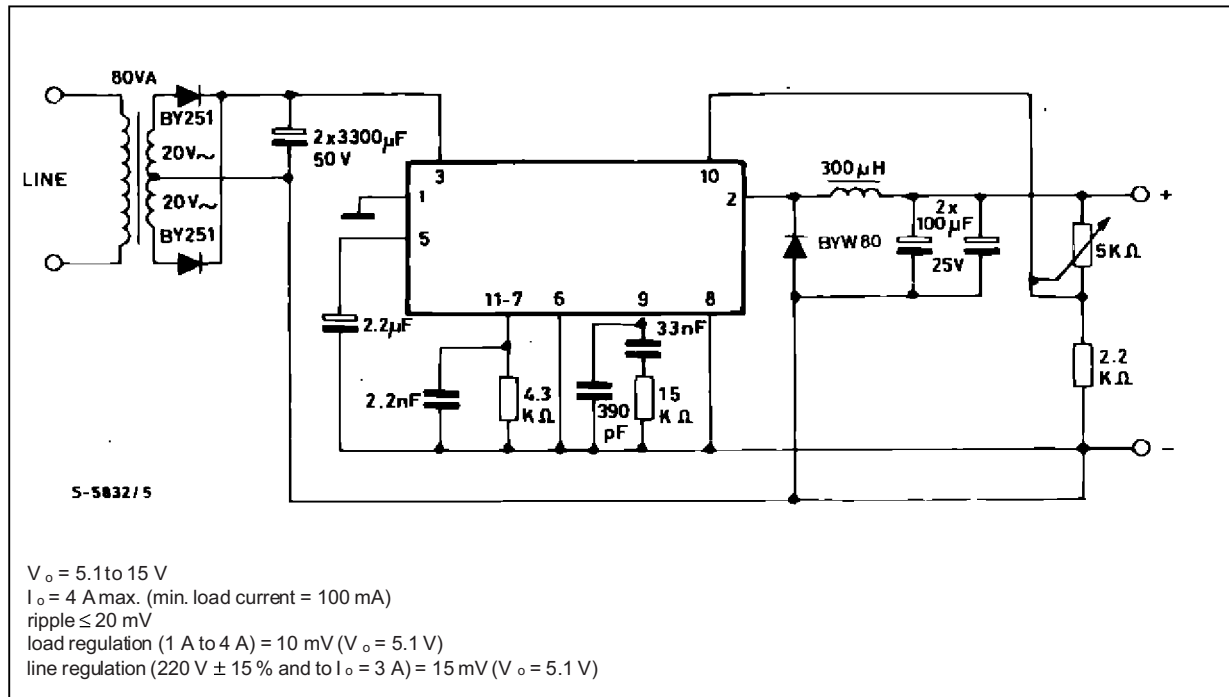 80VA
BY251
20V~
20V~
BY251
LINE
2x3300µF
50V
3
10
1
2
5
11-7
6
9
8
300µH
2x
100µF
25V
BYW80
+
5KΩ
2.2µF
2.2nF
4.3
KΩ
390
pF
33nF
15
KΩ
2.2
KΩ
–
S-5832/5
V o = 5.1 to 15 V
I o = 4 A max. (min. load current = 100 mA)
ripple ≤ 20 mV
load regulation (1 A to 4 A) = 10 mV (V o = 5.1 V)
line regulation (220 V ± 15 % and to I o = 3 A) = 15 mV (V o = 5.1 V)